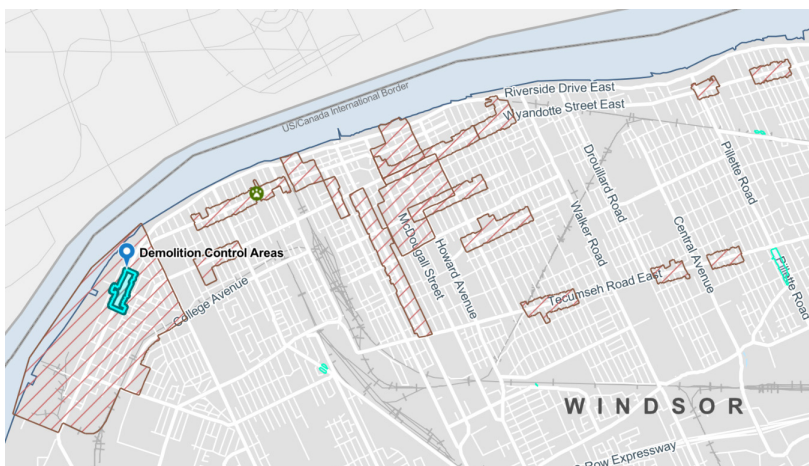 US/Canada International Border
Riverside Drive East
Wyandotte Street East
Pillette Road
Drouillard Road
Walker Road
Central Avenue
Pillette Road
McDougall Street
Howard Avenue
Demolition Control Areas
College Avenue
Tecumseh Road East
WINDSOR
Row Expressway